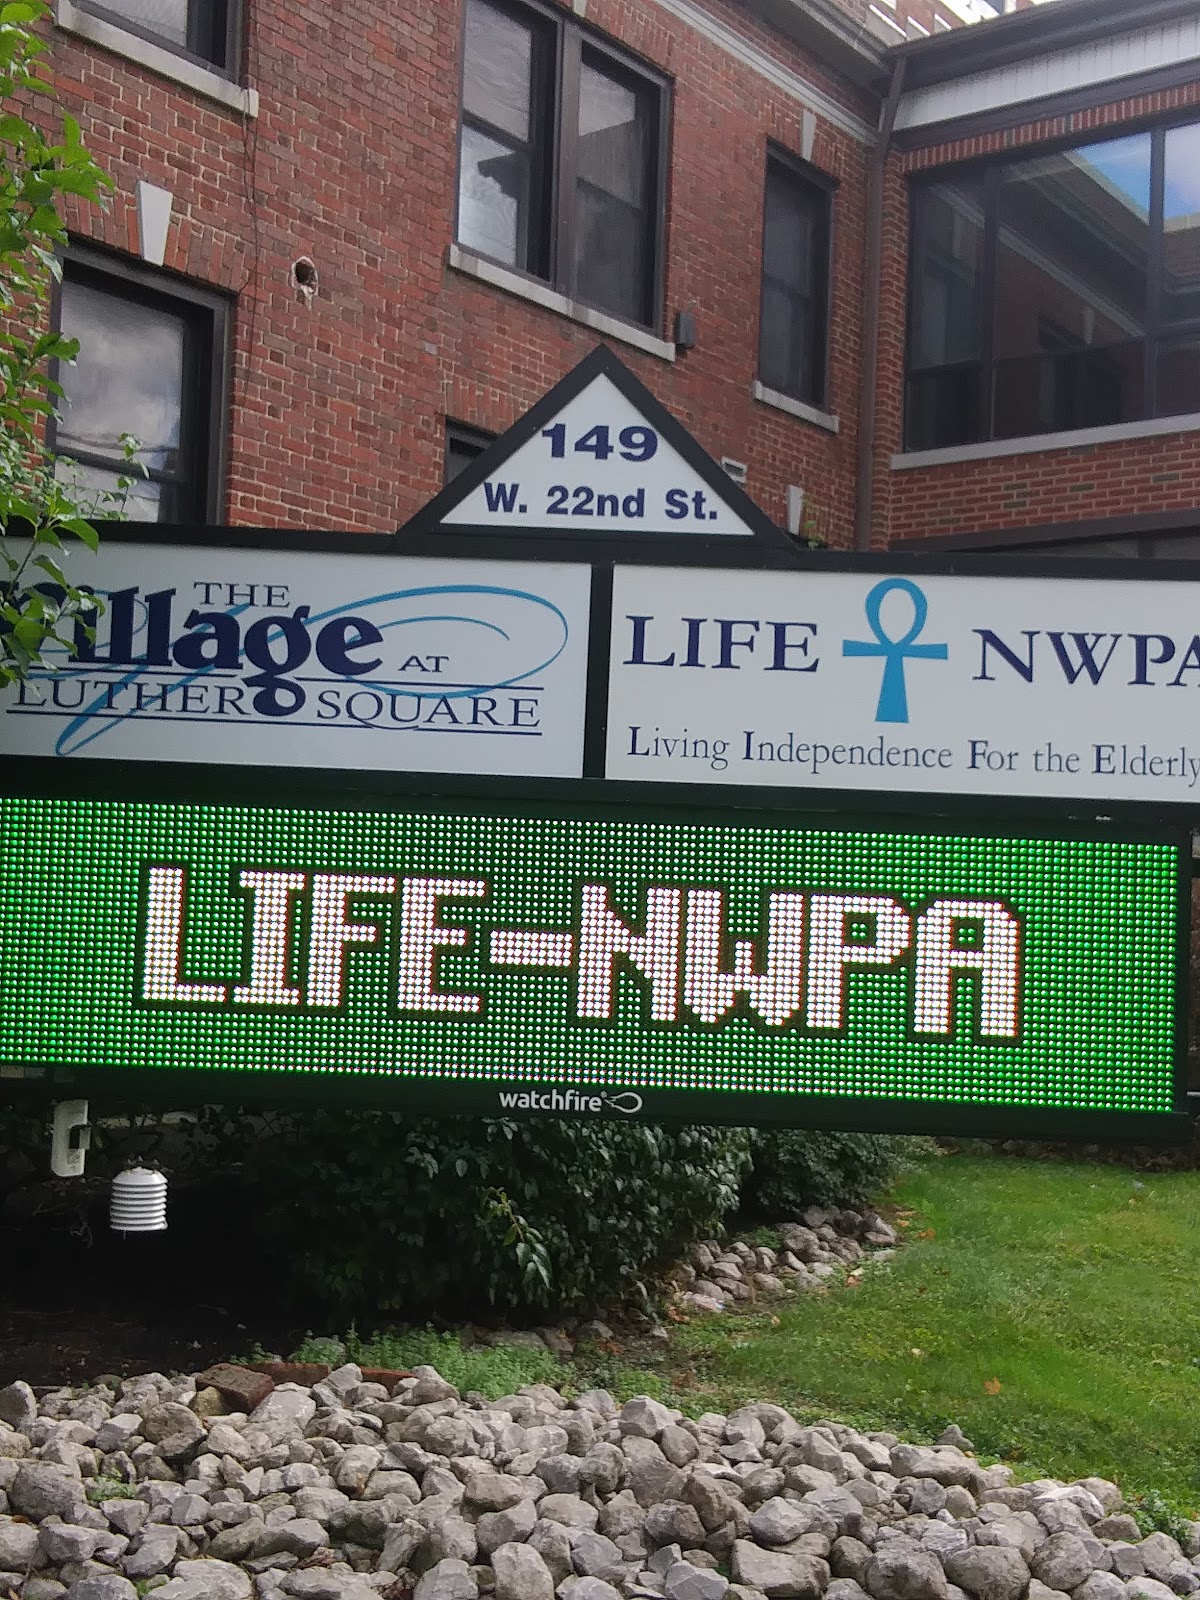 149
W. 22nd St.
THE
Village AT
LUTHER SQUARE
LIFE NWPA
Living Independence For the Elderly
LIFE-NWPA
watchfire